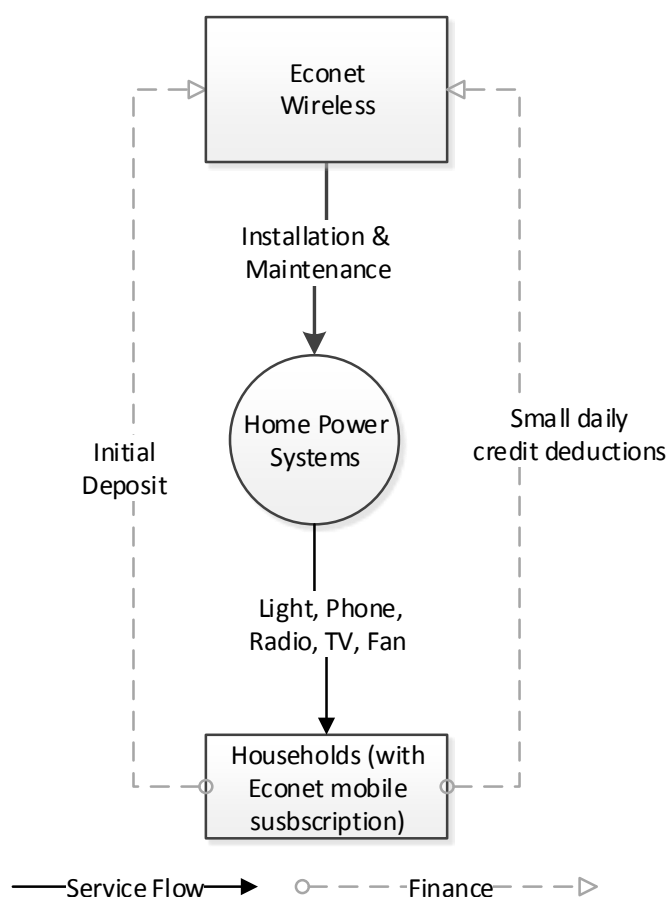 Econet
Wireless
Installation &
Maintenance
Home Power
Systems
Initial
Deposit
Small daily
credit deductions
Light, Phone,
Radio, TV, Fan
Households (with
Econet mobile
susbscription)
Service Flow
Finance